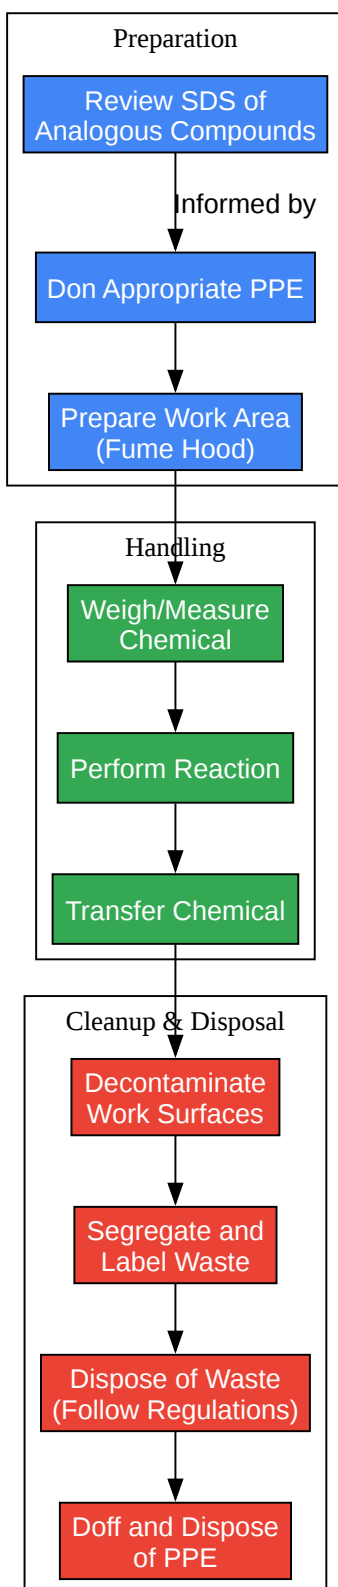 Preparation
Review SDS of
Analogous Compounds
Informed by
Don Appropriate PPE
Prepare Work Area
(Fume Hood)
Handling
Weigh/Measure
Chemical
Perform Reaction
Transfer Chemical
Cleanup & Disposal
Decontaminate
Work Surfaces
Segregate and
Label Waste
Dispose of Waste
(Follow Regulations)
Doff and Dispose
of PPE